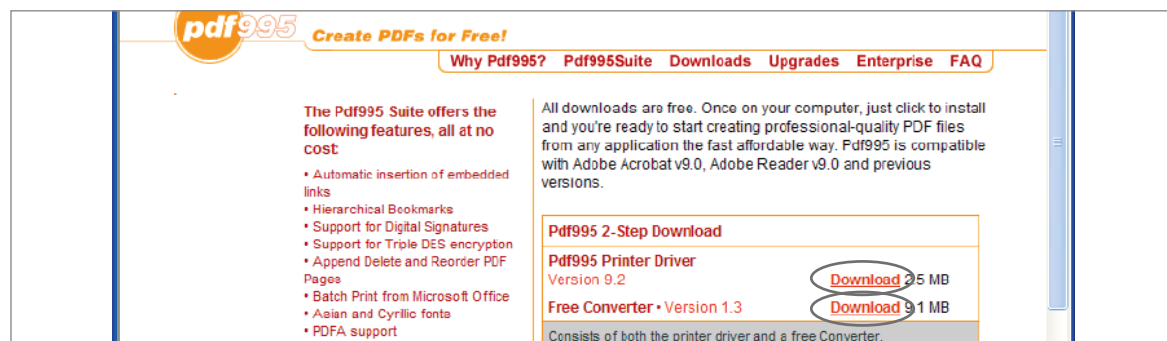 pdf995
Create PDFs for Free!
Why Pdf995? Pdf995Suite Downloads Upgrades Enterprise FAQ
The Pdf995 Suite offers the
following features, all at no
cost:
• Automatic insertion of embedded
links
• Hierarchical Bookmarks
• Support for Digital Signatures
• Support for Triple DES encryption
• Append Delete and Reorder PDF
Pages
• Batch Print from Microsoft Office
• Asian and Cyrillic fonts
• PDFA support
All downloads are free. Once on your computer, just click to install
and you're ready to start creating professional-quality PDF files
from any application the fast affordable way. Pdf995 is compatible
with Adobe Acrobat v9.0, Adobe Reader v9.0 and previous
versions.
Pdf995 2-Step Download
Pdf995 Printer Driver
Version 9.2 Download 2.5 MB
Free Converter • Version 1.3 Download 9.1 MB
Consists of both the printer driver and a free Converter.